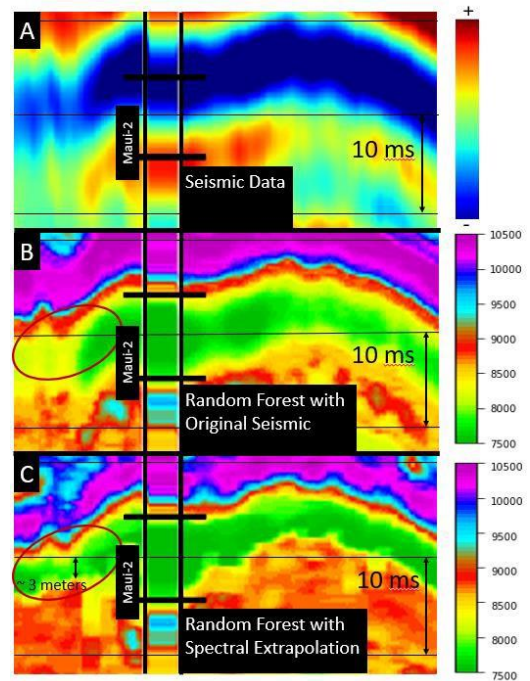 A
+
Maui-2
10 ms
Seismic Data
-
B
10500
10000
9500
9000
8500
8000
7500
Maui-2
10 ms
Random Forest with
Original Seismic
C
10500
10000
9500
9000
8500
8000
7500
~ 3 meters
Maui-2
10 ms
Random Forest with
Spectral Extrapolation